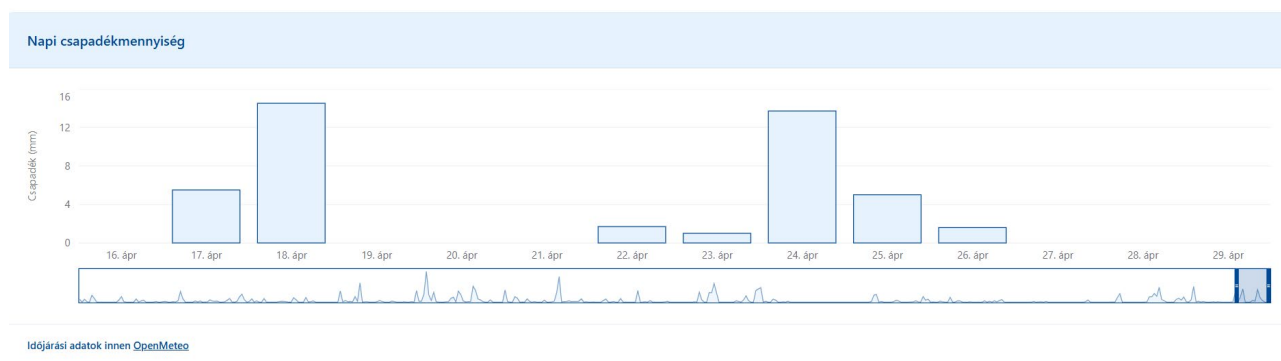 Napi csapadékmennyiség
Csapadék (mm)
16
12
8
4
0
16. ápr 17. ápr 18. ápr 19. ápr 20. ápr 21. ápr 22. ápr 23. ápr 24. ápr 25. ápr 26. ápr 27. ápr 28. ápr 29. ápr
Időjárási adatok innen OpenMeteo